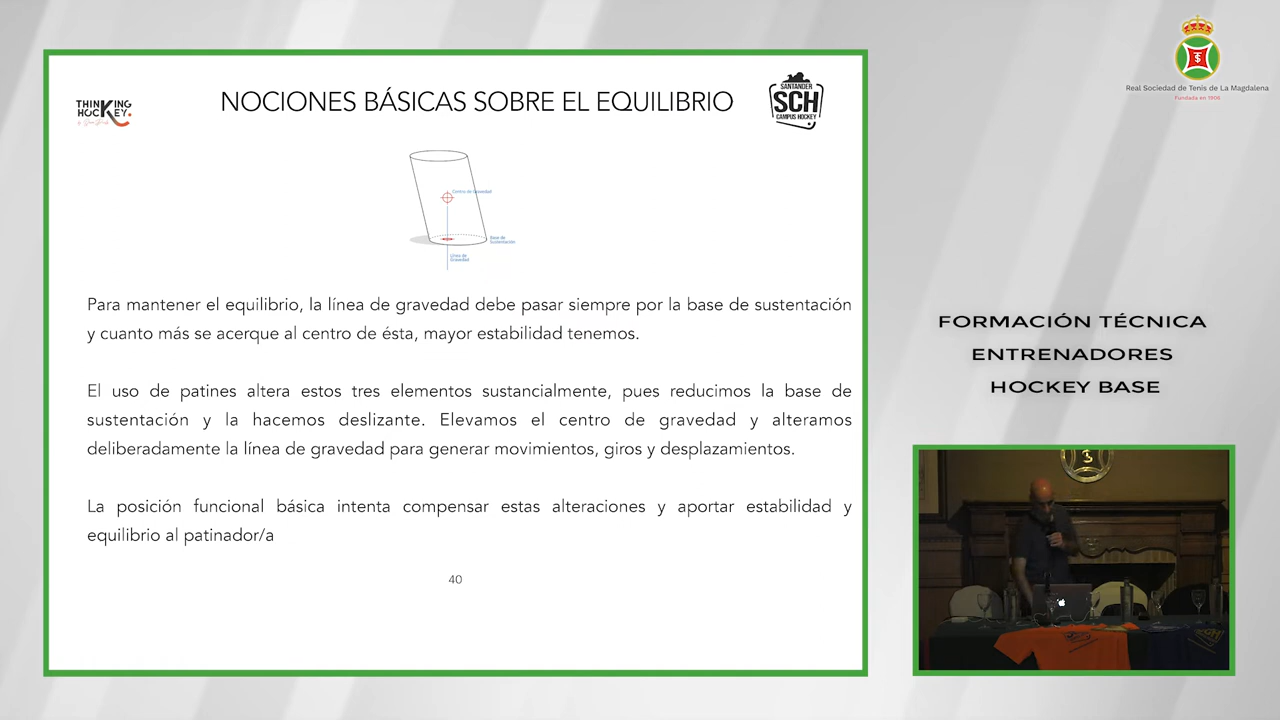 THINKING
HOCKEY.
NOCIONES BÁSICAS SOBRE EL EQUILIBRIO
SANTANDER
SCH
CAMPUS HOCKEY
Real Sociedad de Tenis de La Magdalena
Fundada en 1906
Centro de Gravedad
Base de
Sustentación
Línea de
Gravedad
Para mantener el equilibrio, la línea de gravedad debe pasar siempre por la base de sustentación
y cuanto más se acerque al centro de ésta, mayor estabilidad tenemos.
El uso de patines altera estos tres elementos sustancialmente, pues reducimos la base de
sustentación y la hacemos deslizante. Elevamos el centro de gravedad y alteramos
deliberadamente la línea de gravedad para generar movimientos, giros y desplazamientos.
La posición funcional básica intenta compensar estas alteraciones y aportar estabilidad y
equilibrio al patinador/a
40
FORMACIÓN TÉCNICA
ENTRENADORES
HOCKEY BASE